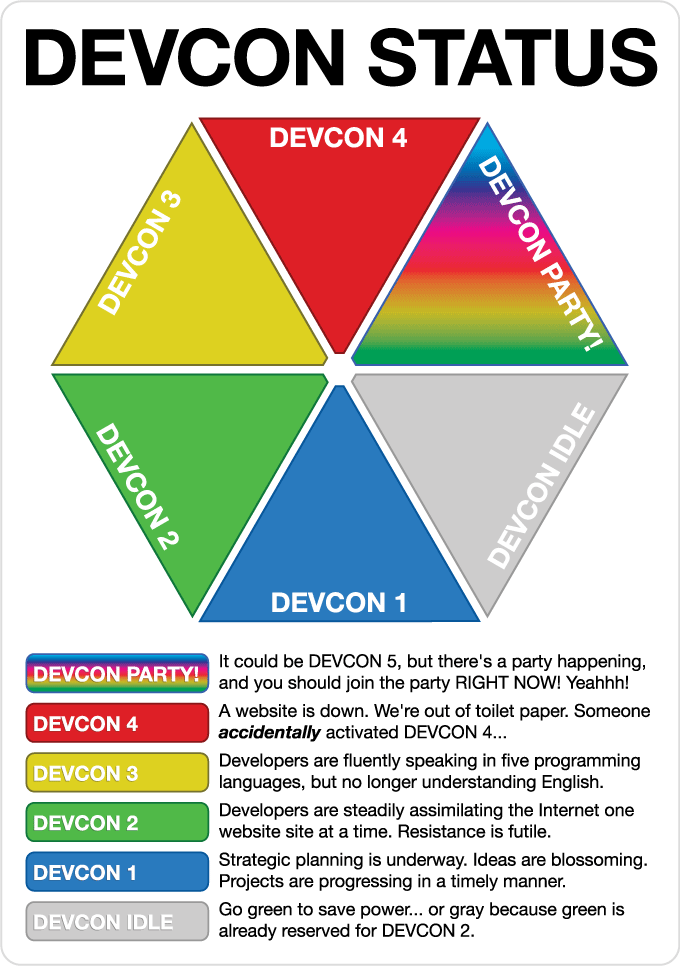 DEVCON STATUS
DEVCON 4
DEVCON PARTY!
DEVCON 3
DEVCON 2
DEVCON IDLE
DEVCON 1
DEVCON PARTY!
It could be DEVCON 5, but there's a party happening,
and you should join the party RIGHT NOW! Yeahhh!
DEVCON 4
A website is down. We're out of toilet paper. Someone
accidentally activated DEVCON 4...
DEVCON 3
Developers are fluently speaking in five programming
languages, but no longer understanding English.
DEVCON 2
Developers are steadily assimilating the Internet one
website site at a time. Resistance is futile.
DEVCON 1
Strategic planning is underway. Ideas are blossoming.
Projects are progressing in a timely manner.
DEVCON IDLE
Go green to save power... or gray because green is
already reserved for DEVCON 2.